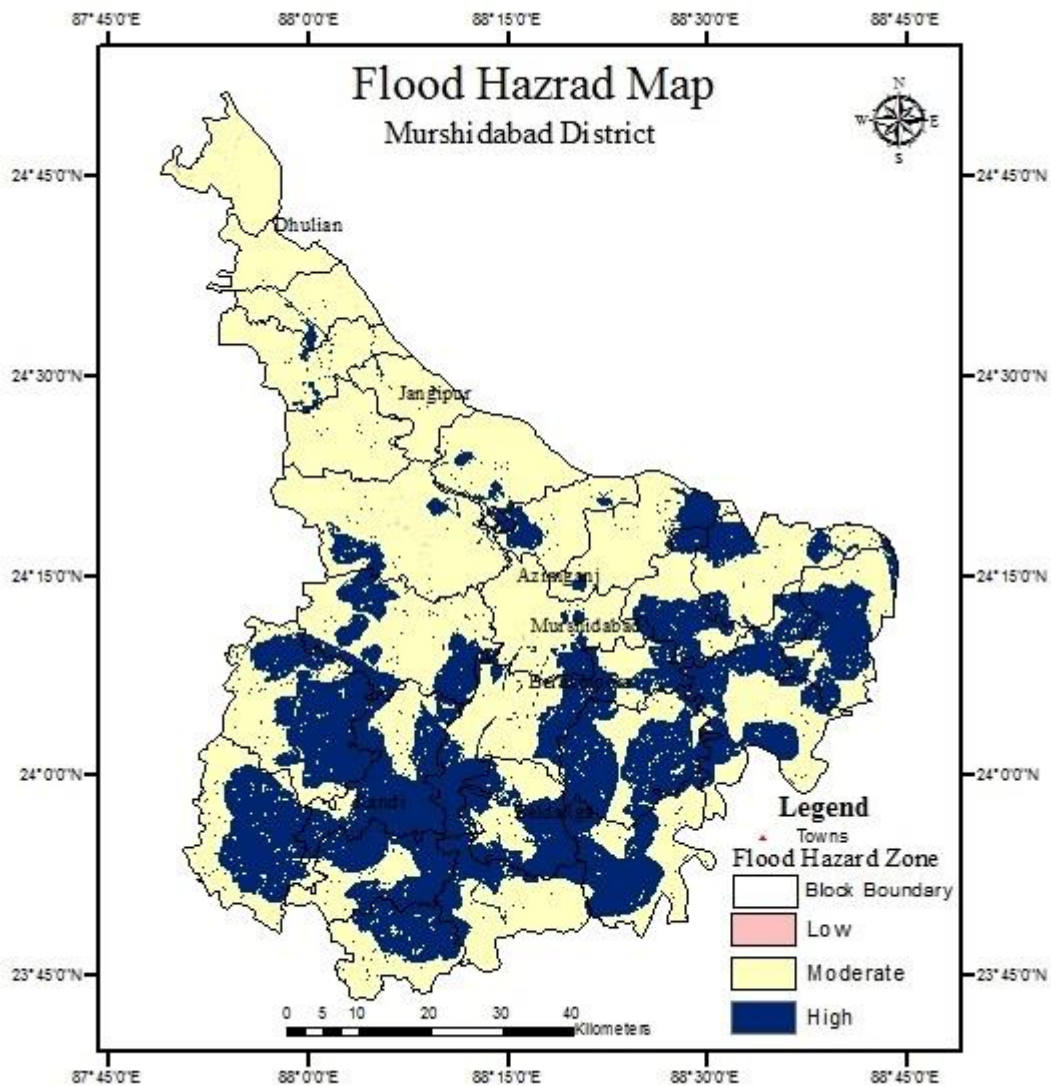 87°45'0"E 88°0'0"E 88°15'0"E 88°30'0"E 88°45'0"E
Flood Hazrad Map
Murshidabad District
N
W E
S
24°45'0"N 24°45'0"N
Dhulian
24°30'0"N 24°30'0"N
Jangipur
24°15'0"N 24°15'0"N
Azimganj
Murshidabad
24°0'0"N 24°0'0"N
Legend
Towns
Flood Hazard Zone
Block Boundary
Low
Moderate
High
23°45'0"N 23°45'0"N
0 5 10 20 30 40
Kilometers
87°45'0"E 88°0'0"E 88°15'0"E 88°30'0"E 88°45'0"E